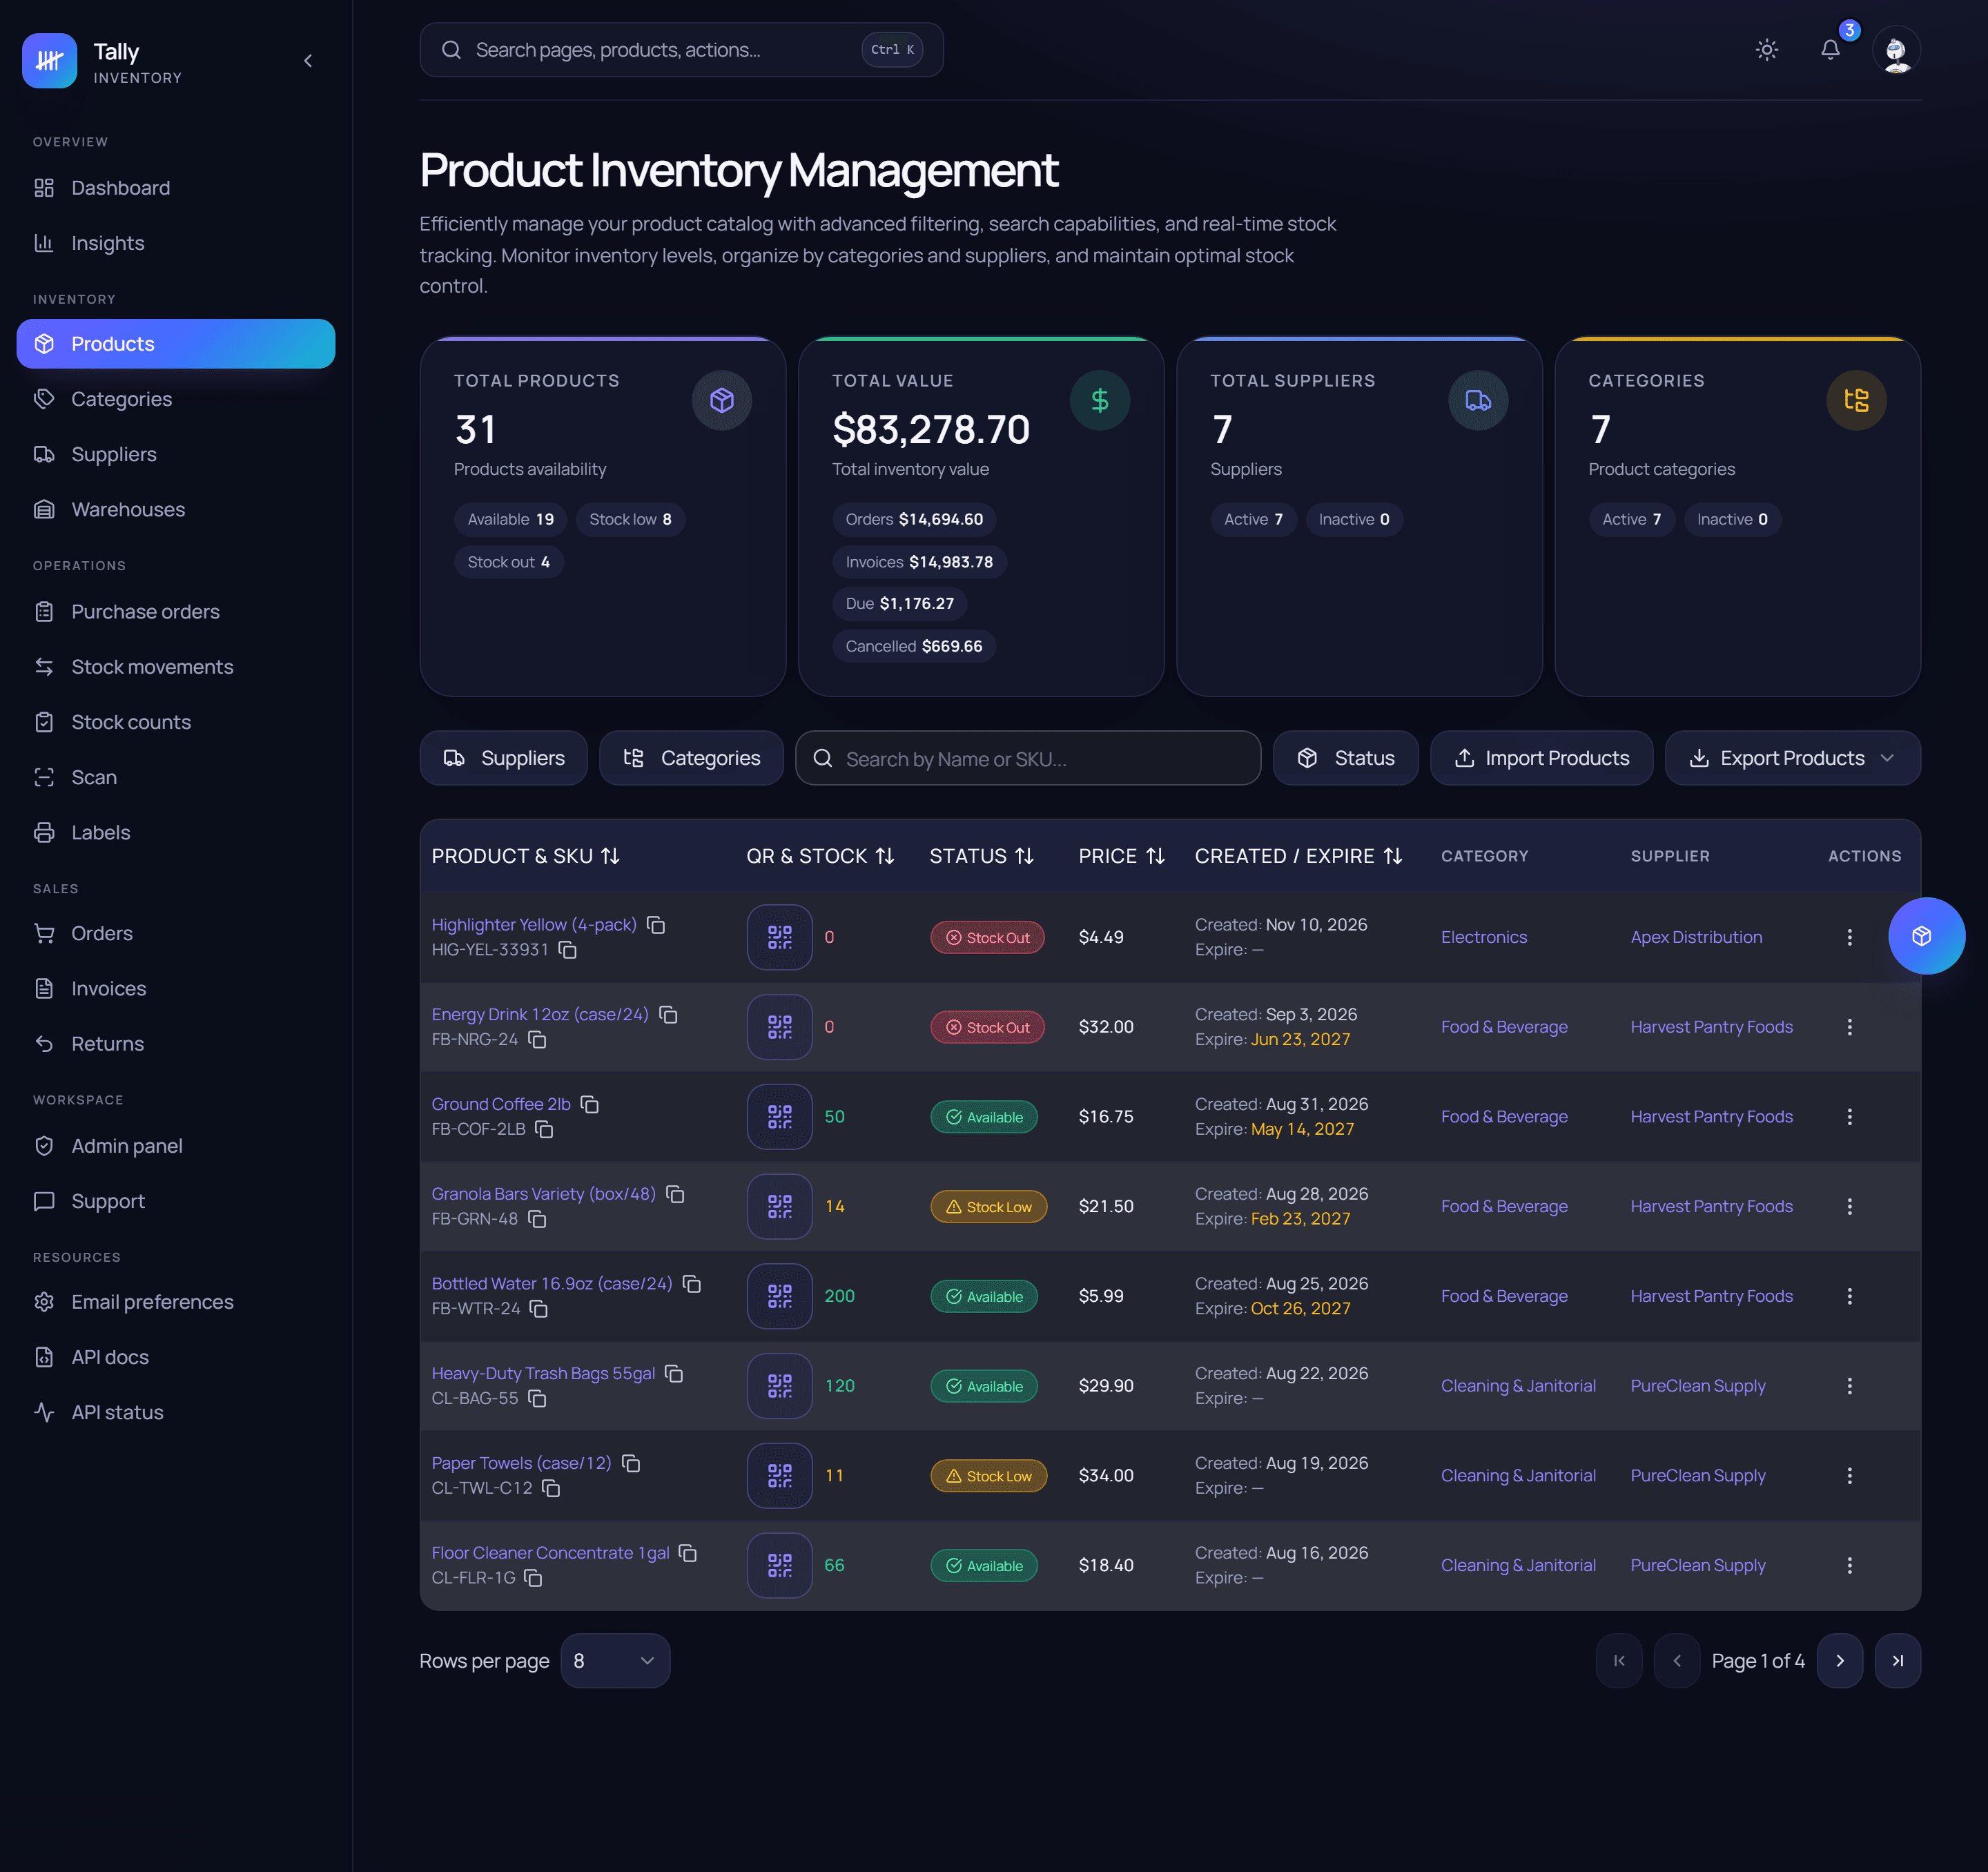 Tally
INVENTORY
OVERVIEW
Dashboard
Insights
INVENTORY
Products
Categories
Suppliers
Warehouses
OPERATIONS
Purchase orders
Stock movements
Stock counts
Scan
Labels
SALES
Orders
Invoices
Returns
WORKSPACE
Admin panel
Support
RESOURCES
Email preferences
API docs
API status
Search pages, products, actions... Ctrl K
3
Product Inventory Management
Efficiently manage your product catalog with advanced filtering, search capabilities, and real-time stock
tracking. Monitor inventory levels, organize by categories and suppliers, and maintain optimal stock
control.
TOTAL PRODUCTS
31
Products availability
Available 19 Stock low 8
Stock out 4
TOTAL VALUE
$83,278.70
Total inventory value
Orders $14,694.60
Invoices $14,983.78
Due $1,176.27
Cancelled $669.66
TOTAL SUPPLIERS
7
Suppliers
Active 7 Inactive 0
CATEGORIES
7
Product categories
Active 7 Inactive 0
Suppliers Categories Search by Name or SKU... Status Import Products Export Products
PRODUCT & SKU QR & STOCK STATUS PRICE CREATED / EXPIRE CATEGORY SUPPLIER ACTIONS
Highlighter Yellow (4-pack)
HIG-YEL-33931
0 Stock Out $4.49
Created: Nov 10, 2026
Expire: —
Electronics Apex Distribution
Energy Drink 12oz (case/24)
FB-NRG-24
0 Stock Out $32.00
Created: Sep 3, 2026
Expire: Jun 23, 2027
Food & Beverage Harvest Pantry Foods
Ground Coffee 2lb
FB-COF-2LB
50 Available $16.75
Created: Aug 31, 2026
Expire: May 14, 2027
Food & Beverage Harvest Pantry Foods
Granola Bars Variety (box/48)
FB-GRN-48
14 Stock Low $21.50
Created: Aug 28, 2026
Expire: Feb 23, 2027
Food & Beverage Harvest Pantry Foods
Bottled Water 16.9oz (case/24)
FB-WTR-24
200 Available $5.99
Created: Aug 25, 2026
Expire: Oct 26, 2027
Food & Beverage Harvest Pantry Foods
Heavy-Duty Trash Bags 55gal
CL-BAG-55
120 Available $29.90
Created: Aug 22, 2026
Expire: —
Cleaning & Janitorial PureClean Supply
Paper Towels (case/12)
CL-TWL-C12
11 Stock Low $34.00
Created: Aug 19, 2026
Expire: —
Cleaning & Janitorial PureClean Supply
Floor Cleaner Concentrate 1gal
CL-FLR-1G
66 Available $18.40
Created: Aug 16, 2026
Expire: —
Cleaning & Janitorial PureClean Supply
Rows per page 8
Page 1 of 4